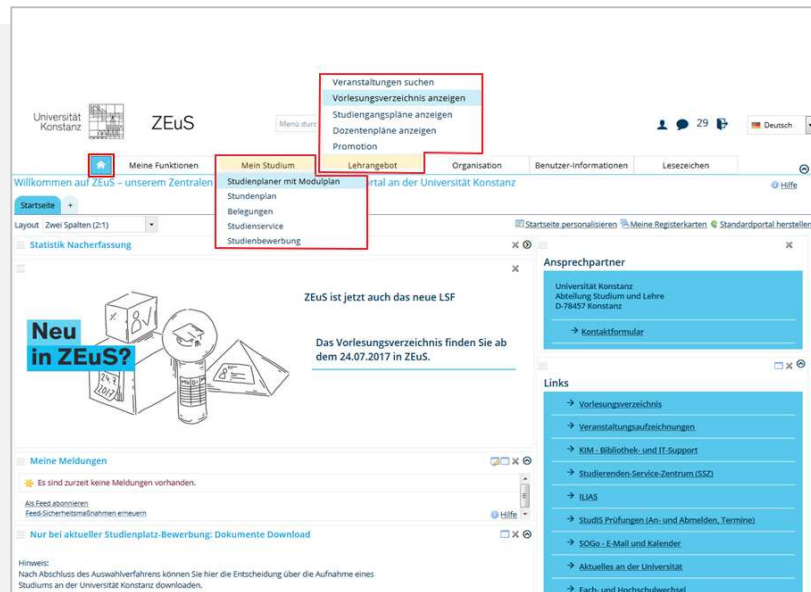 Veranstaltungen suchen
Vorlesungsverzeichnis anzeigen
Studiengangspläne anzeigen
Dozentenpläne anzeigen
Promotion
Universität
Konstanz
ZEuS
Menü durc
29
Deutsch
Meine Funktionen
Mein Studium
Lehrangebot
Organisation
Benutzer-Informationen
Lesezeichen
Willkommen auf ZEuS – unserem Zentralen
ortal an der Universität Konstanz
Hilfe
Studienplaner mit Modulplan
Stundenplan
Belegungen
Studienservice
Studienbewerbung
Startseite +
Layout Zwei Spalten (2:1)
Startseite personalisieren Meine Registerkarten Standardportal herstellen
Statistik Nacherfassung
Neu
in ZEuS?
24.7.
2017
ZEuS ist jetzt auch das neue LSF
Das Vorlesungsverzeichnis finden Sie ab
dem 24.07.2017 in ZEuS.
Meine Meldungen
Es sind zurzeit keine Meldungen vorhanden.
Als Feed abonnieren
Feed-Sicherheitsmaßnahmen erneuern
Hilfe
Nur bei aktueller Studienplatz-Bewerbung: Dokumente Download
Hinweis:
Nach Abschluss des Auswahlverfahrens können Sie hier die Entscheidung über die Aufnahme eines
Studiums an der Universität Konstanz downloaden.
Ansprechpartner
Universität Konstanz
Abteilung Studium und Lehre
D-78457 Konstanz
→ Kontaktformular
Links
→ Vorlesungsverzeichnis
→ Veranstaltungsaufzeichnungen
→ KIM - Bibliothek- und IT-Support
→ Studierenden-Service-Zentrum (SSZ)
→ ILIAS
→ StudIS Prüfungen (An- und Abmelden, Termine)
→ SOGo - E-Mail und Kalender
→ Aktuelles an der Universität
→ Fach- und Hochschulwechsel